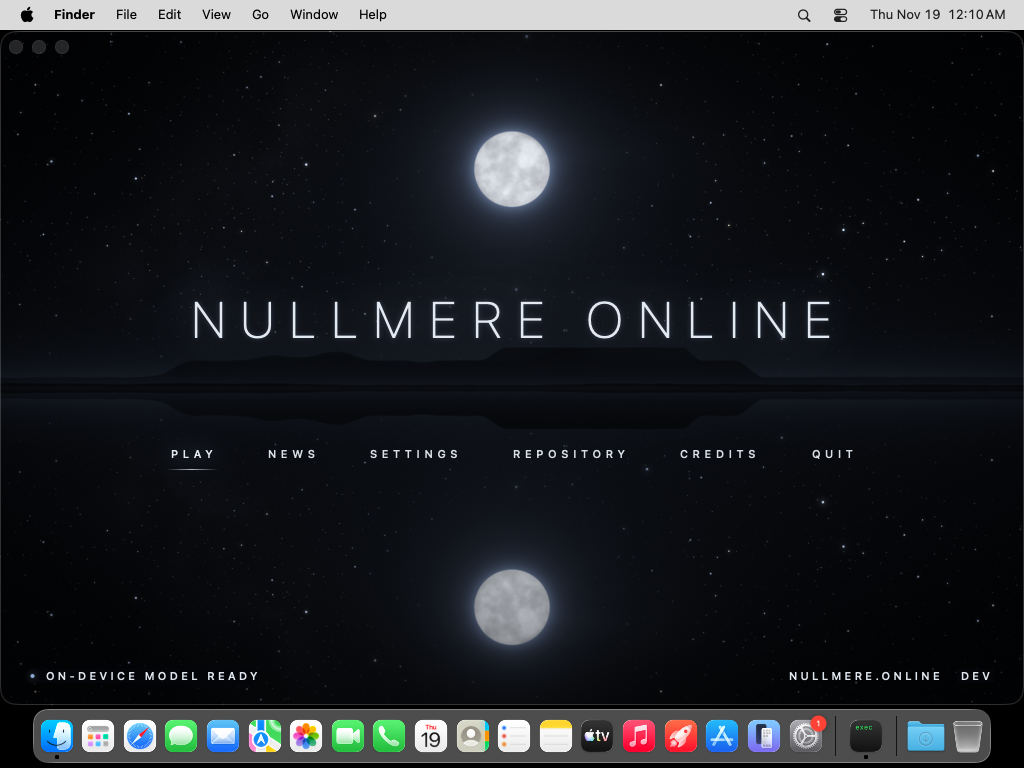 Finder File Edit View Go Window Help Thu Nov 19 12:10 AM
NULLMERE ONLINE
PLAY NEWS SETTINGS REPOSITORY CREDITS QUIT
ON-DEVICE MODEL READY NULLMERE.ONLINE DEV
Thu
19
tv
1
exec